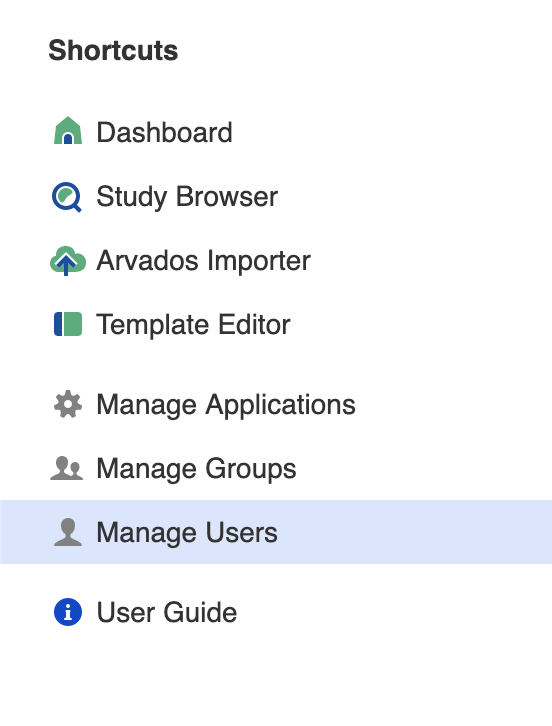 Shortcuts
Dashboard
Study Browser
Arvados Importer
Template Editor
Manage Applications
Manage Groups
Manage Users
User Guide